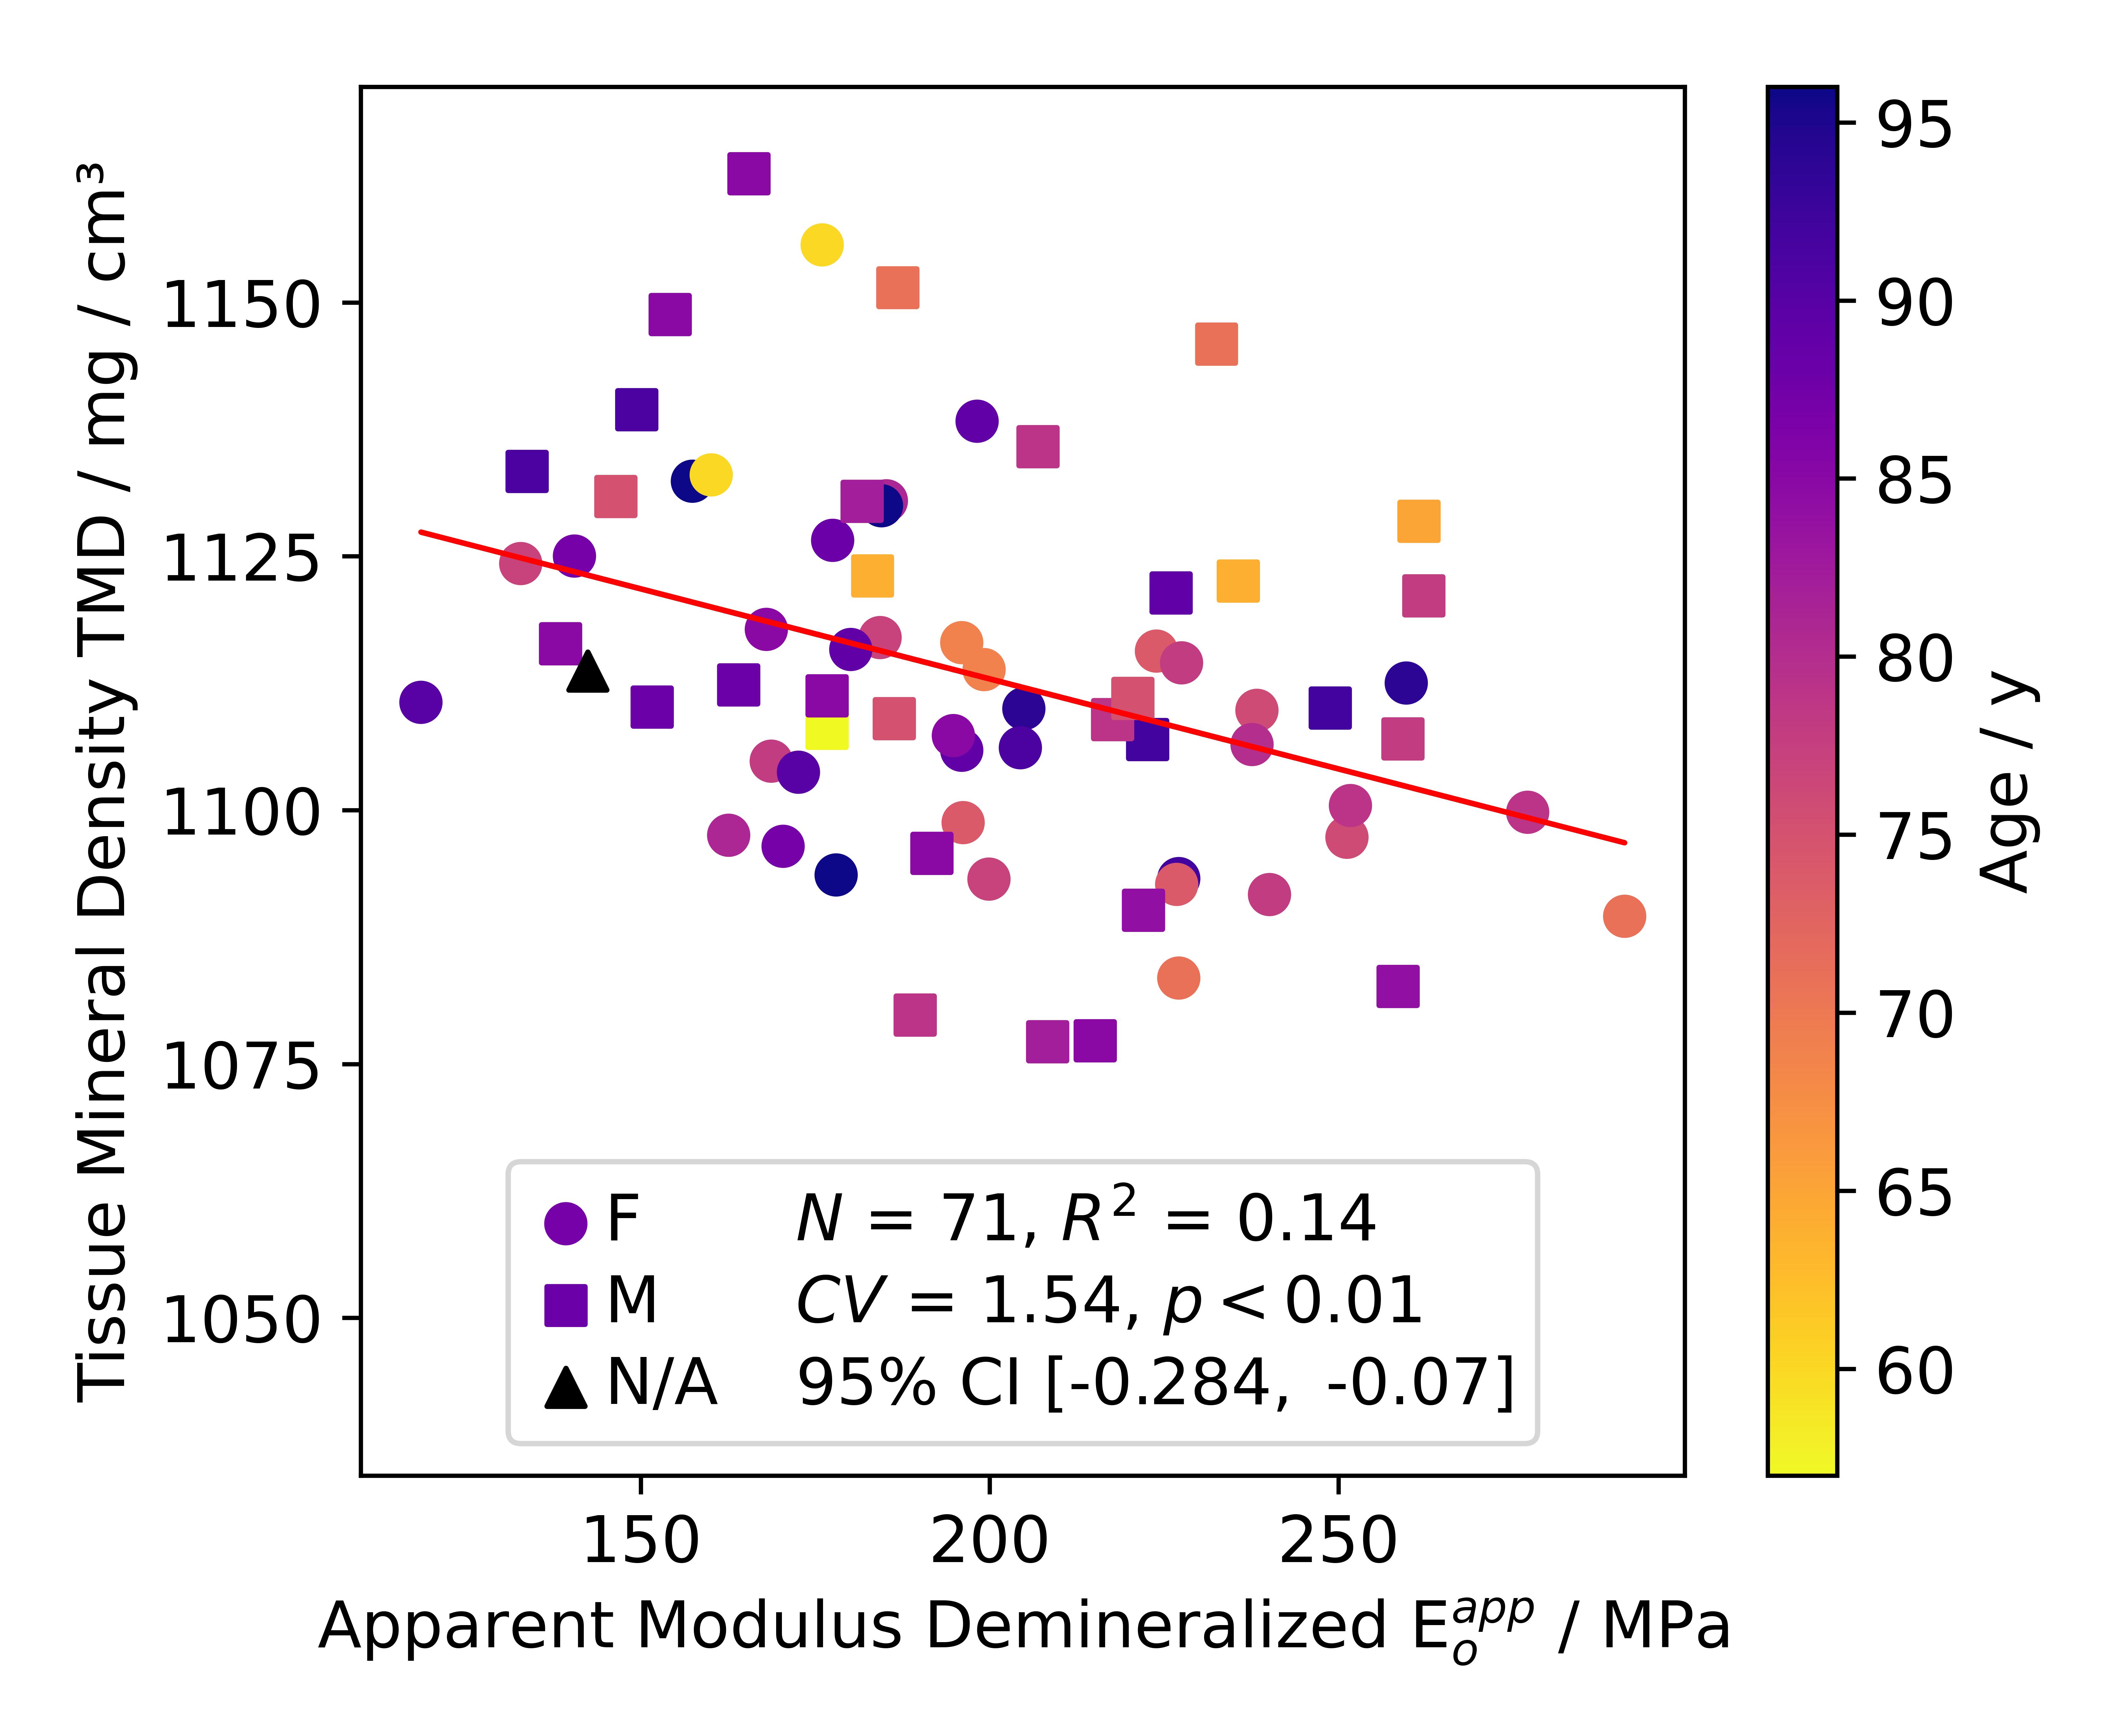 Tissue Mineral Density TMD / mg / cm³
1150
1125
1100
1075
1050
F N = 71, R² = 0.14
M CV = 1.54, p < 0.01
N/A 95% CI [-0.284, -0.07]
150 200 250
Apparent Modulus Demineralized E_o^app / MPa
95
90
85
80
75
70
65
60
Age / y